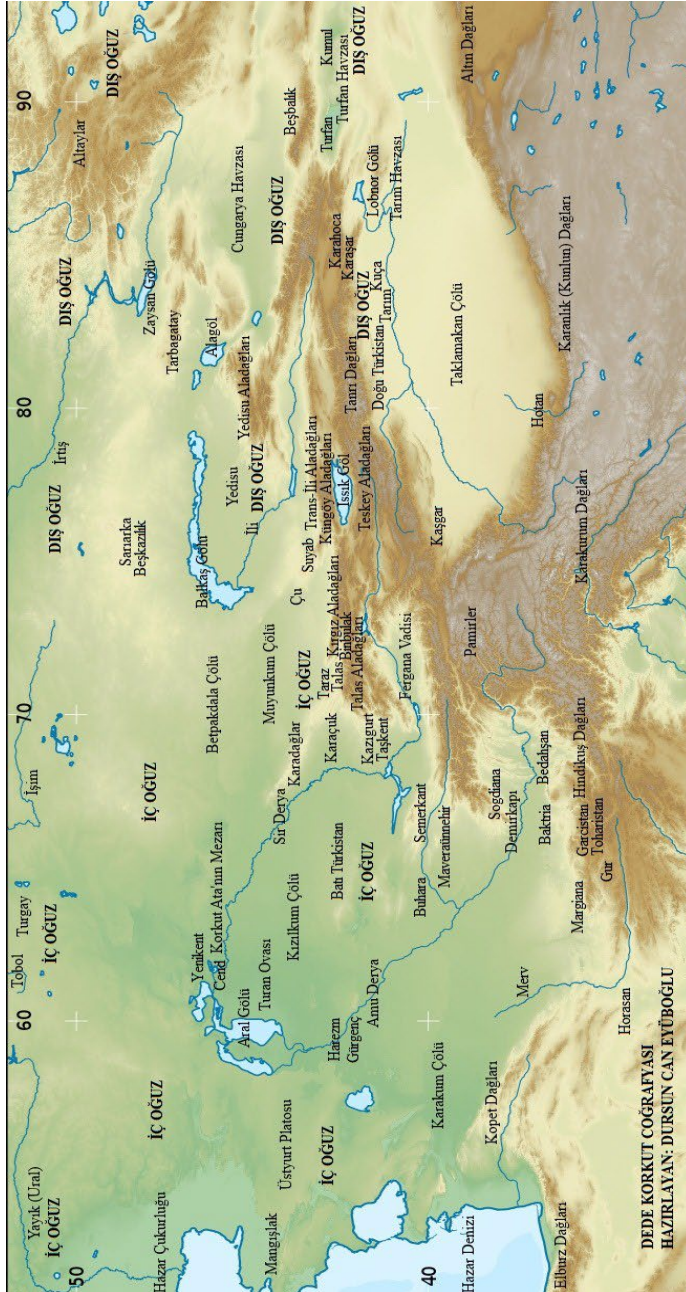 Yayık (Ural)
Tobol
Turgay
İşim
İÇ OĞUZ
İÇ OĞUZ
DIŞ OĞUZ
İrtış
DIŞ OĞUZ
DIŞ OĞUZ
50
60
70
80
90
Altaylar
Hazar Çukurluğu
İÇ OĞUZ
İÇ OĞUZ
Sarıarka
Beşkazılık
Zaysan Gölü
Tarbagatay
Yenikent
Cend
Korkut Ata'nın Mezarı
Betpakdala Çölü
Balkaş Gölü
Alagöl
Cungarya Havzası
Aral Gölü
Turan Ovası
Yedisu
Yedisu Aladağları
İli
DIŞ OĞUZ
DIŞ OĞUZ
Mangışlak
Üstyurt Platosu
Kızılkum Çölü
Sir Derya
Karadağlar
Muyunkum Çölü
Çu
Suyab
Trans-İli Aladağları
Küngöy Aladağları
Issık Göl
Teskey Aladağları
Beşbalık
İÇ OĞUZ
İÇ OĞUZ
Harezm
Gürgenç
Batı Türkistan
Karaçuk
Taraz
Talas
Kırgız Aladağları
Binbulak
Talas Aladağları
Tanrı Dağları
Karahoca
Karaşar
Turfan
Turfan Havzası
Kumul
DIŞ OĞUZ
İÇ OĞUZ
Amu Derya
Kazıgurt
Taşkent
DIŞ OĞUZ
Doğu Türkistan
Kuça
Tarım
Lobnor Gölü
Tarım Havzası
40
Hazar Denizi
Karakum Çölü
Buhara
Semerkant
Maveraünnehir
Fergana Vadisi
Kaşgar
Taklamakan Çölü
Altın Dağları
Kopet Dağları
Merv
Sogdiana
Demirkapı
Pamirler
Baktria
Bedahşan
Hotan
Karanlık (Kunlun) Dağları
Elburz Dağları
Margiana
Garcistan
Toharistan
Gur
Hindikuş Dağları
Karakurum Dağları
Horasan
DEDE KORKUT COĞRAFYASI
HAZIRLAYAN: DURSUN CAN EYÜBOĞLU